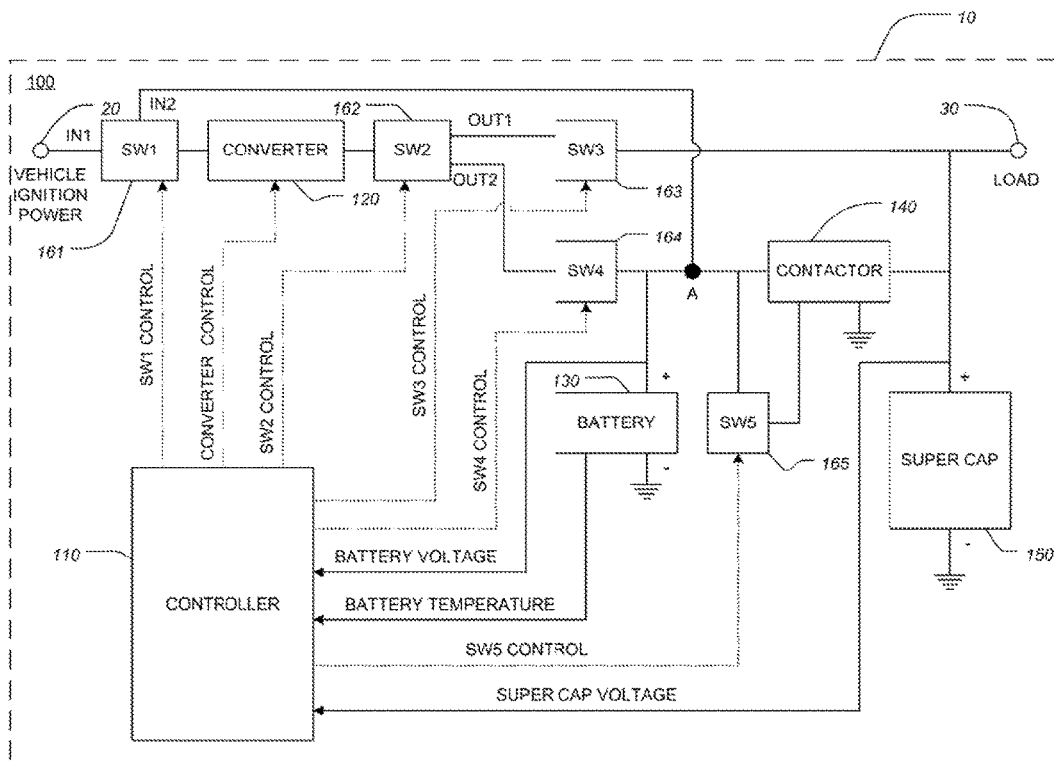 10
100
20
IN2
162
OUT1
30
IN1
SW1
CONVERTER
SW2
SW3
OUT2
VEHICLE
IGNITION
POWER
LOAD
120
163
140
161
164
SW4
CONTACTOR
A
SW1 CONTROL
CONVERTER CONTROL
SW2 CONTROL
SW3 CONTROL
SW4 CONTROL
130
+
+
BATTERY
SW5
SUPER CAP
165
-
-
150
110
BATTERY VOLTAGE
CONTROLLER
BATTERY TEMPERATURE
SW5 CONTROL
SUPER CAP VOLTAGE